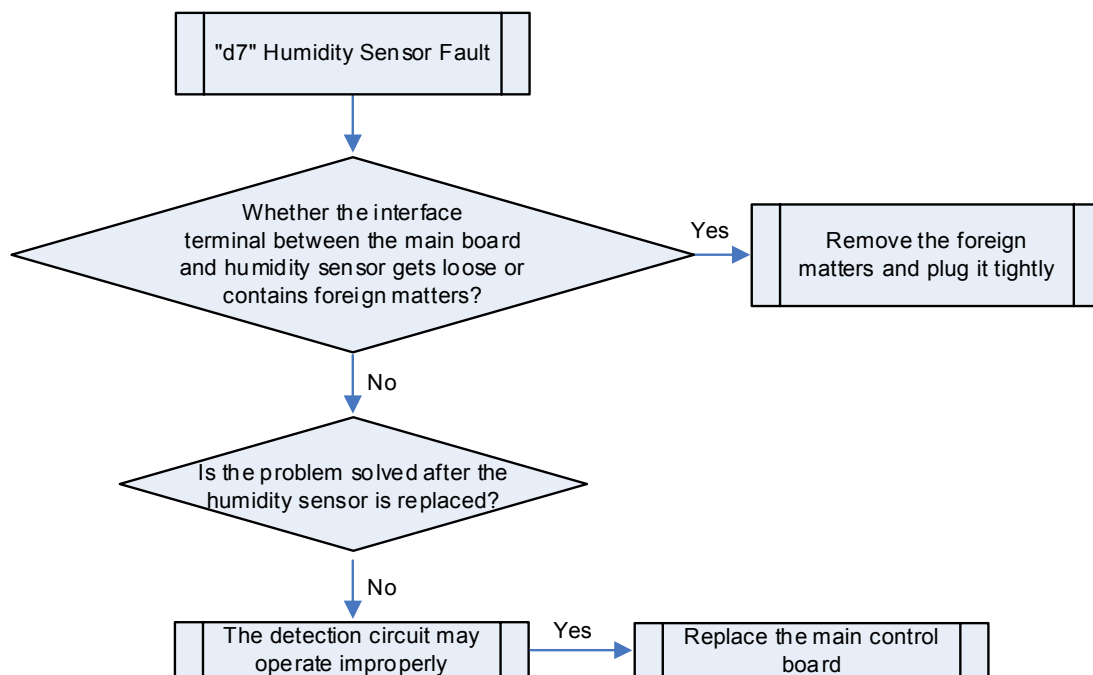 "d7" Humidity Sensor Fault
Whether the interface
terminal between the main board
and humidity sensor gets loose or
contains foreign matters?
Yes
Remove the foreign
matters and plug it tightly
No
Is the problem solved after the
humidity sensor is replaced?
No
The detection circuit may
operate improperly
Yes
Replace the main control
board